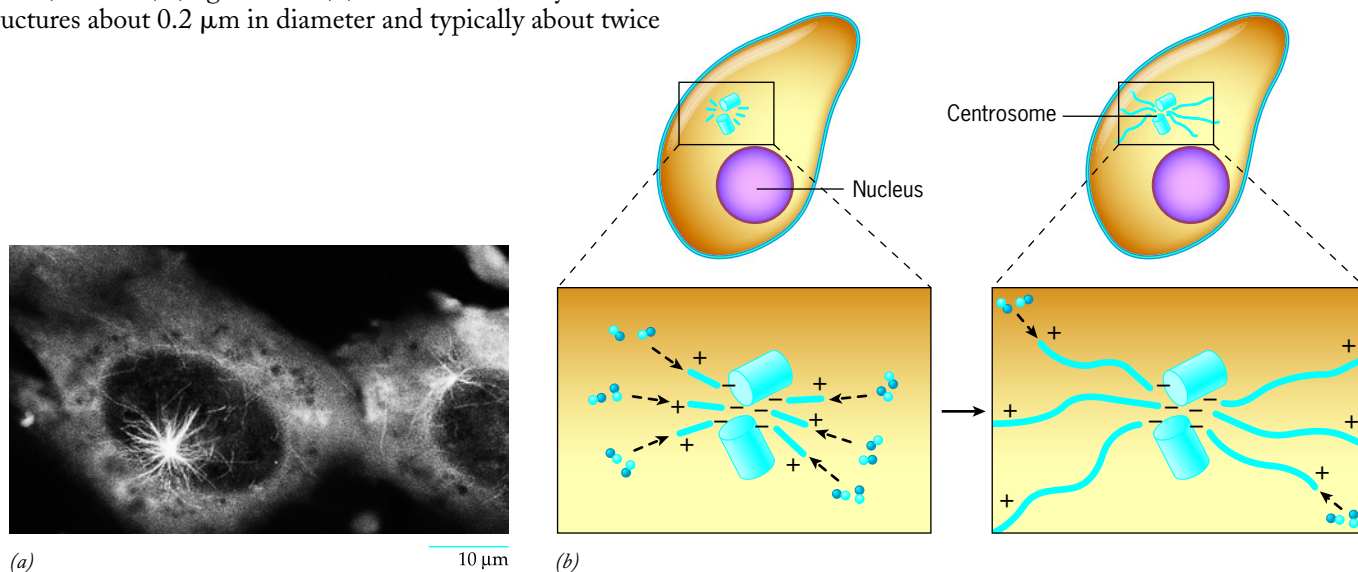 uctures about 0.2 μm in diameter and typically about twice
Centrosome
Nucleus
+ + + + + +
− − − − − −
+ + + + + +
− − − − − −
(a)
10 μm
(b)